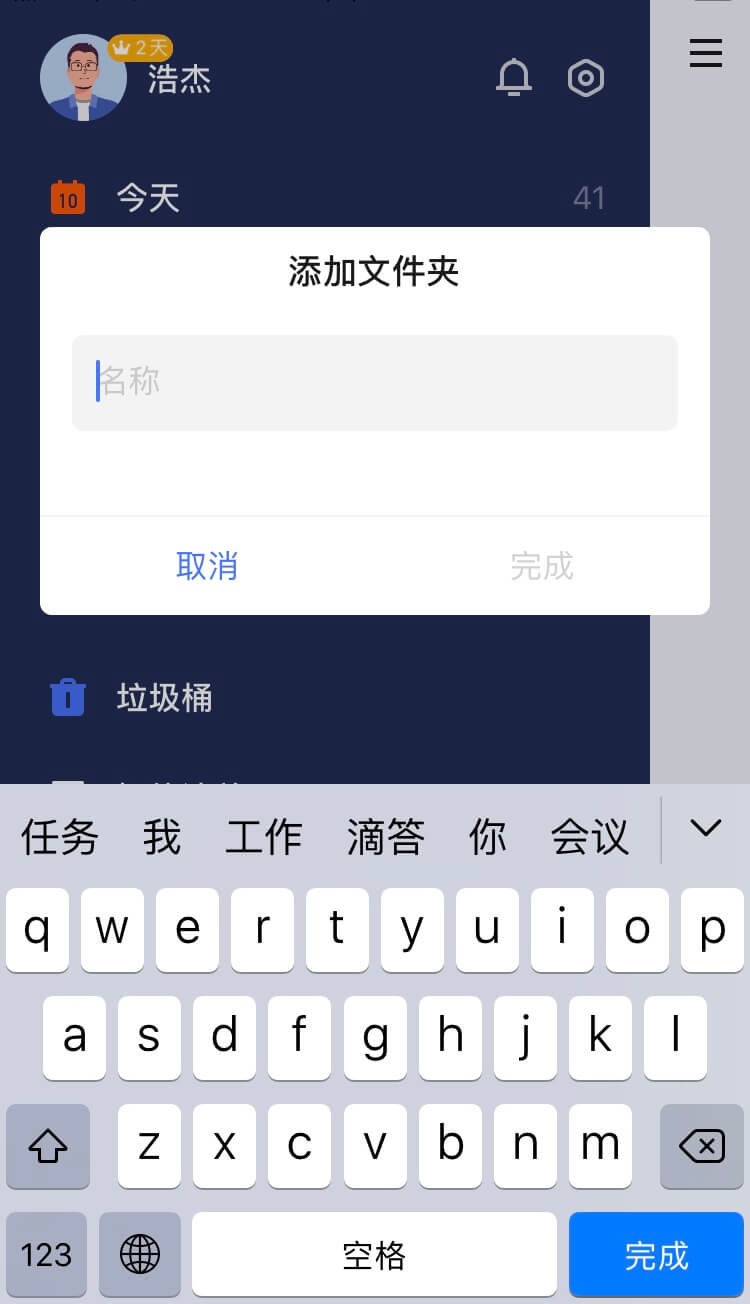 2天
浩杰
10 今天 41
添加文件夹
名称
取消 完成
垃圾桶
任务 我 工作 滴答 你 会议
q w e r t y u i o p
a s d f g h j k l
z x c v b n m
123 空格 完成